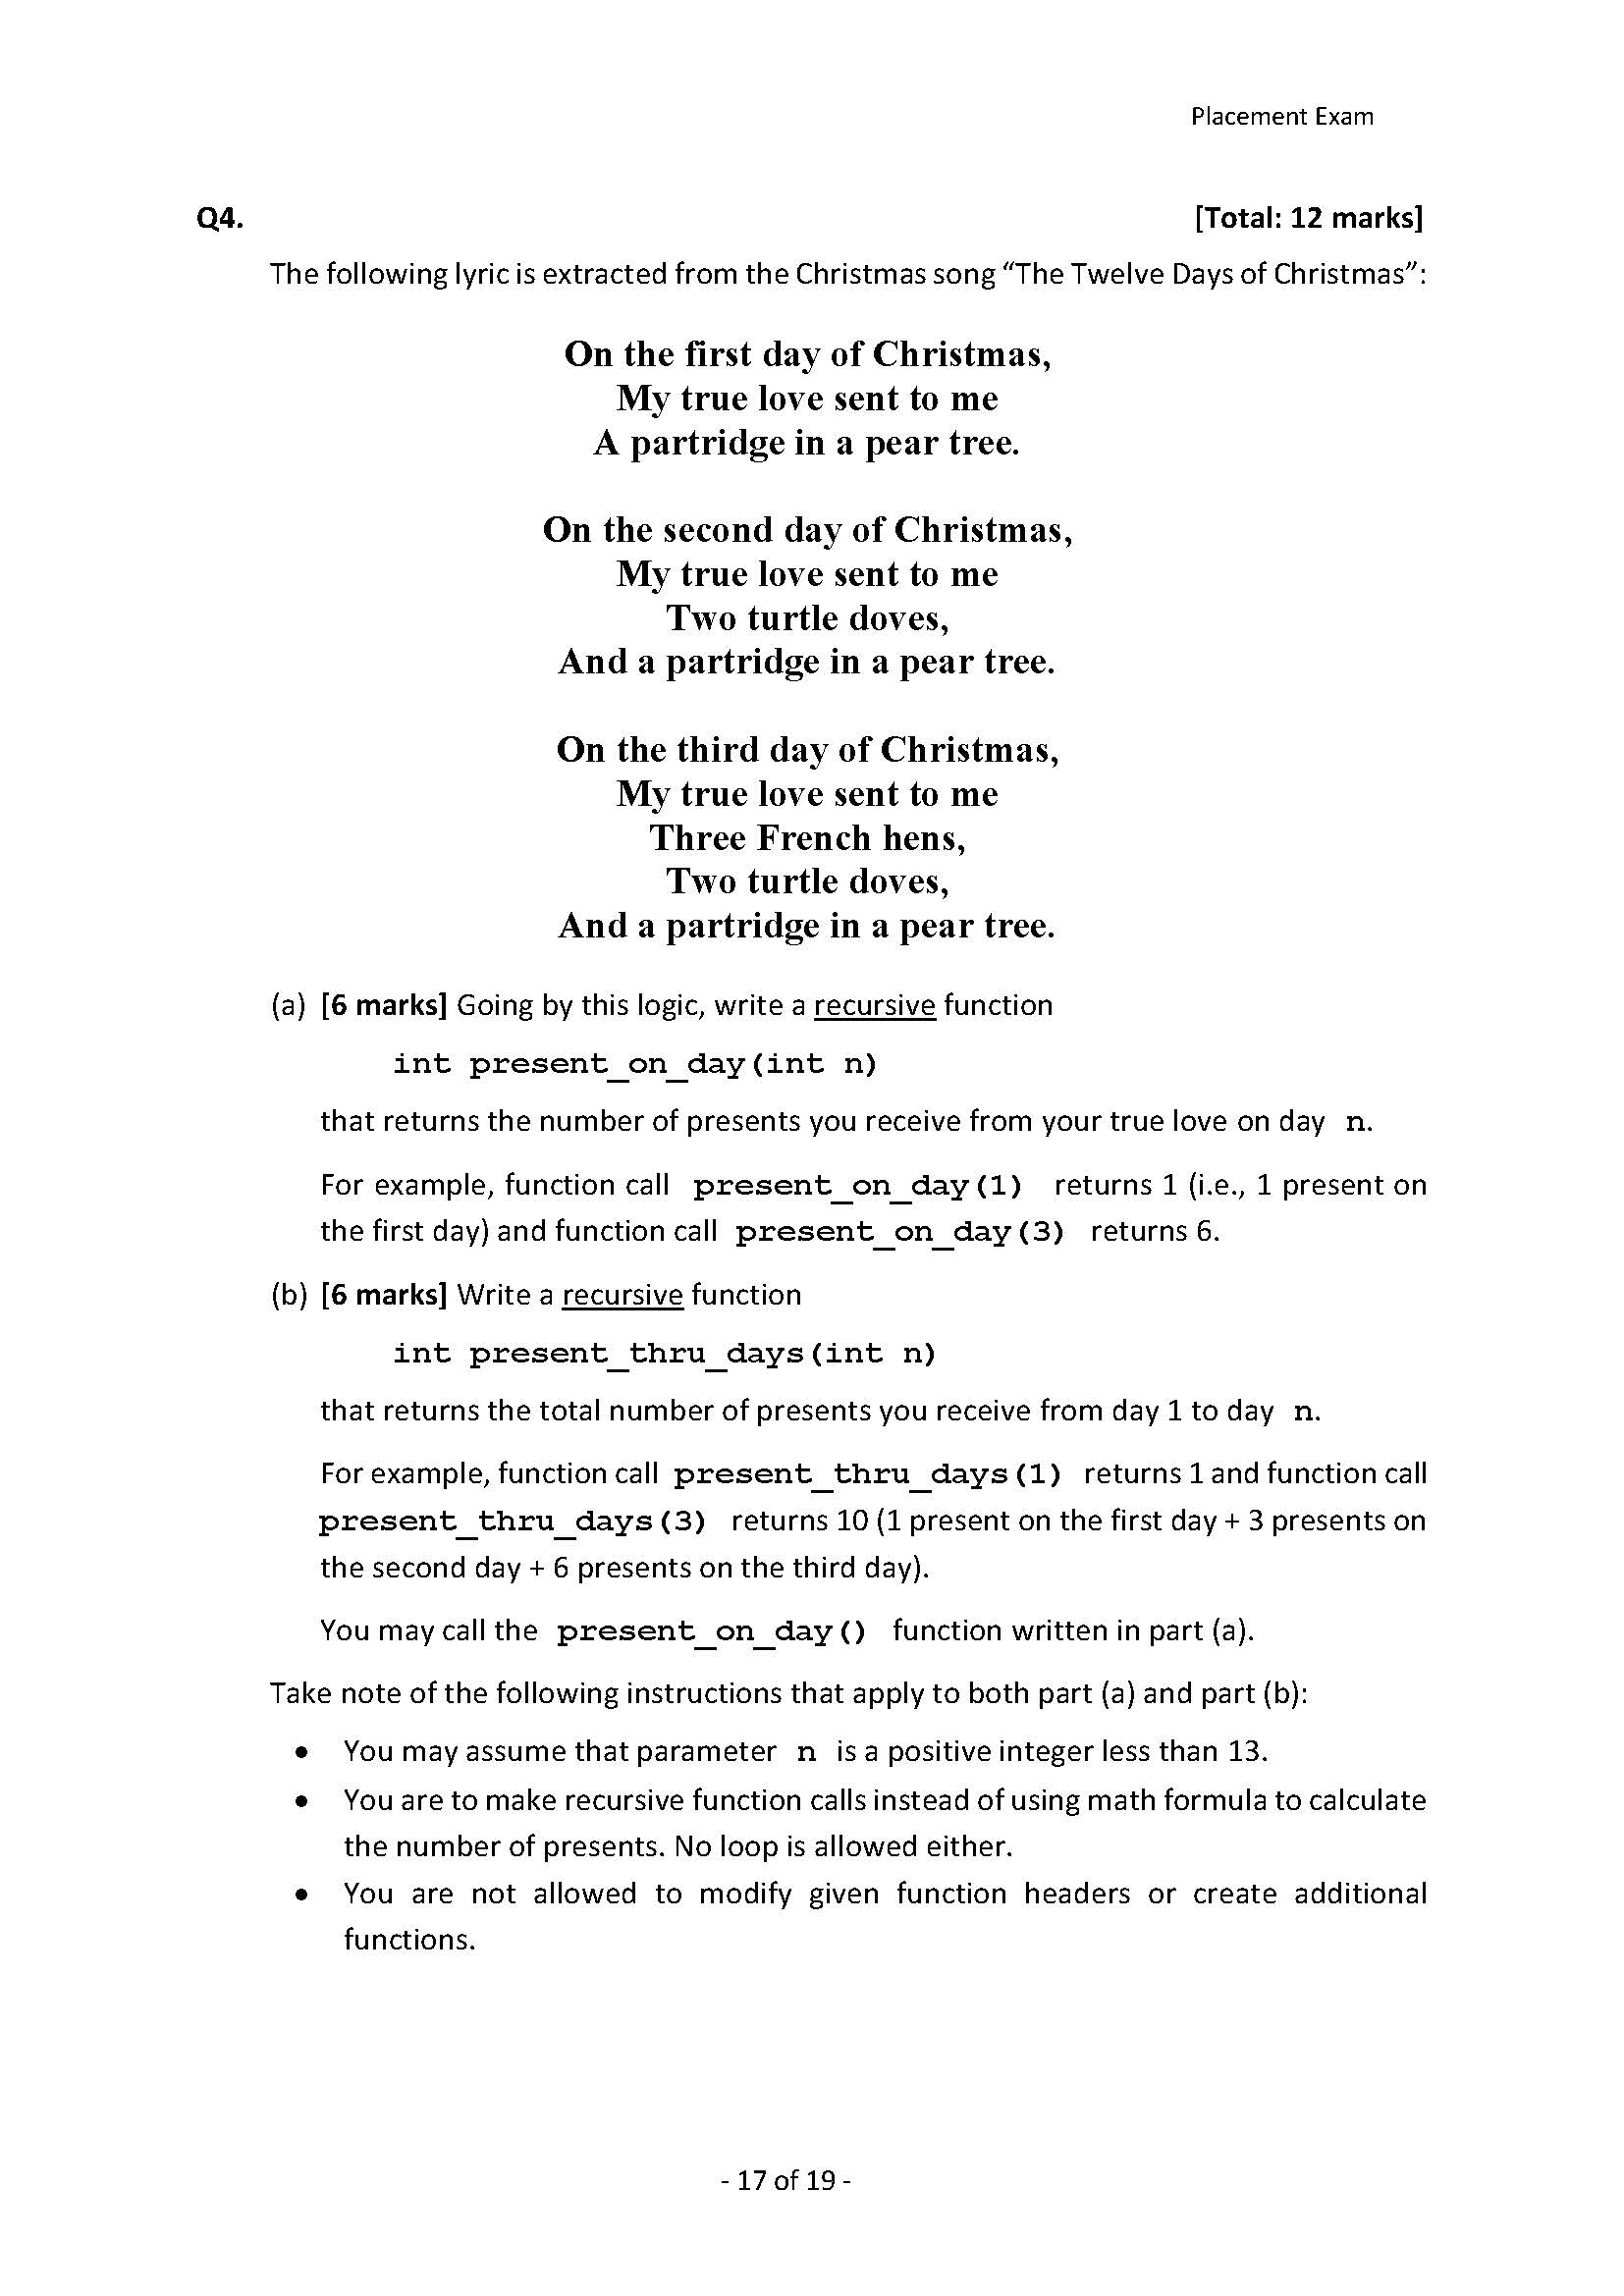 Placement Exam
Q4. [Total: 12 marks]
The following lyric is extracted from the Christmas song “The Twelve Days of Christmas”:
On the first day of Christmas,
My true love sent to me
A partridge in a pear tree.
On the second day of Christmas,
My true love sent to me
Two turtle doves,
And a partridge in a pear tree.
On the third day of Christmas,
My true love sent to me
Three French hens,
Two turtle doves,
And a partridge in a pear tree.
(a) [6 marks] Going by this logic, write a recursive function
int present_on_day(int n)
that returns the number of presents you receive from your true love on day n.
For example, function call present_on_day(1) returns 1 (i.e., 1 present on
the first day) and function call present_on_day(3) returns 6.
(b) [6 marks] Write a recursive function
int present_thru_days(int n)
that returns the total number of presents you receive from day 1 to day n.
For example, function call present_thru_days(1) returns 1 and function call
present_thru_days(3) returns 10 (1 present on the first day + 3 presents on
the second day + 6 presents on the third day).
You may call the present_on_day() function written in part (a).
Take note of the following instructions that apply to both part (a) and part (b):
• You may assume that parameter n is a positive integer less than 13.
• You are to make recursive function calls instead of using math formula to calculate
the number of presents. No loop is allowed either.
• You are not allowed to modify given function headers or create additional
functions.
- 17 of 19 -